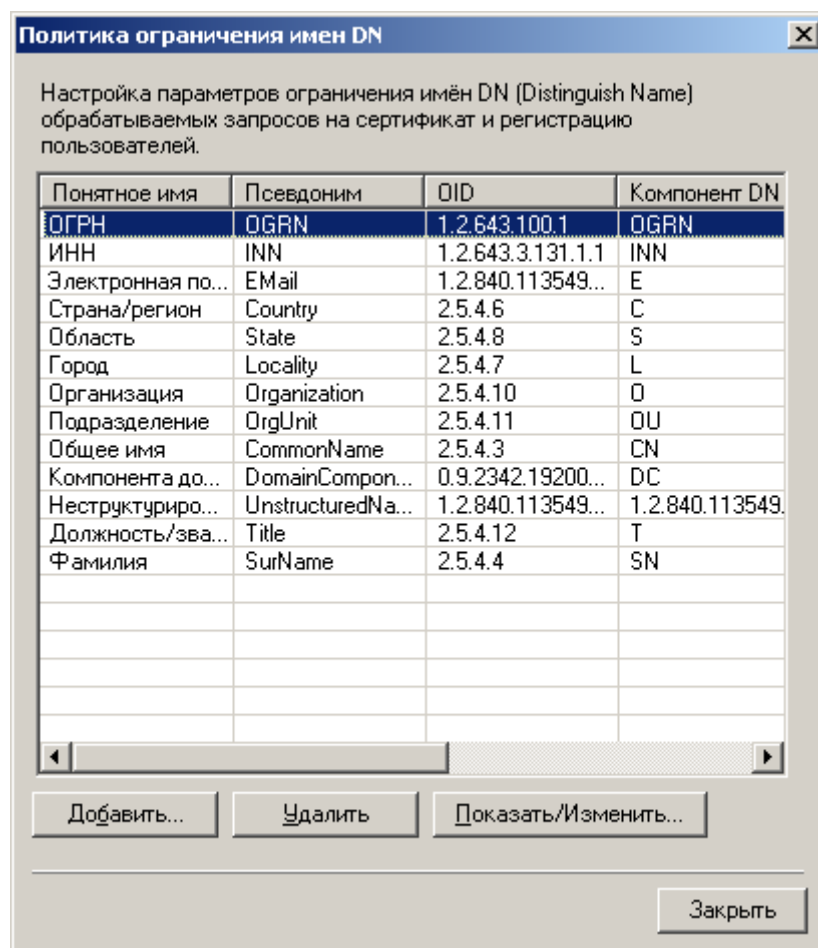 Политика ограничения имен DN
Настройка параметров ограничения имён DN (Distinguish Name)
обрабатываемых запросов на сертификат и регистрацию
пользователей.
Понятное имя Псевдоним OID Компонент DN
ОГРН OGRN 1.2.643.100.1 OGRN
ИНН INN 1.2.643.3.131.1.1 INN
Электронная по... EMail 1.2.840.113549... E
Страна/регион Country 2.5.4.6 C
Область State 2.5.4.8 S
Город Locality 2.5.4.7 L
Организация Organization 2.5.4.10 O
Подразделение OrgUnit 2.5.4.11 OU
Общее имя CommonName 2.5.4.3 CN
Компонента до... DomainCompon... 0.9.2342.19200... DC
Неструктуриро... UnstructuredNa... 1.2.840.113549... 1.2.840.113549.
Должность/зва... Title 2.5.4.12 T
Фамилия SurName 2.5.4.4 SN
Добавить... Удалить Показать/Изменить...
Закрыть